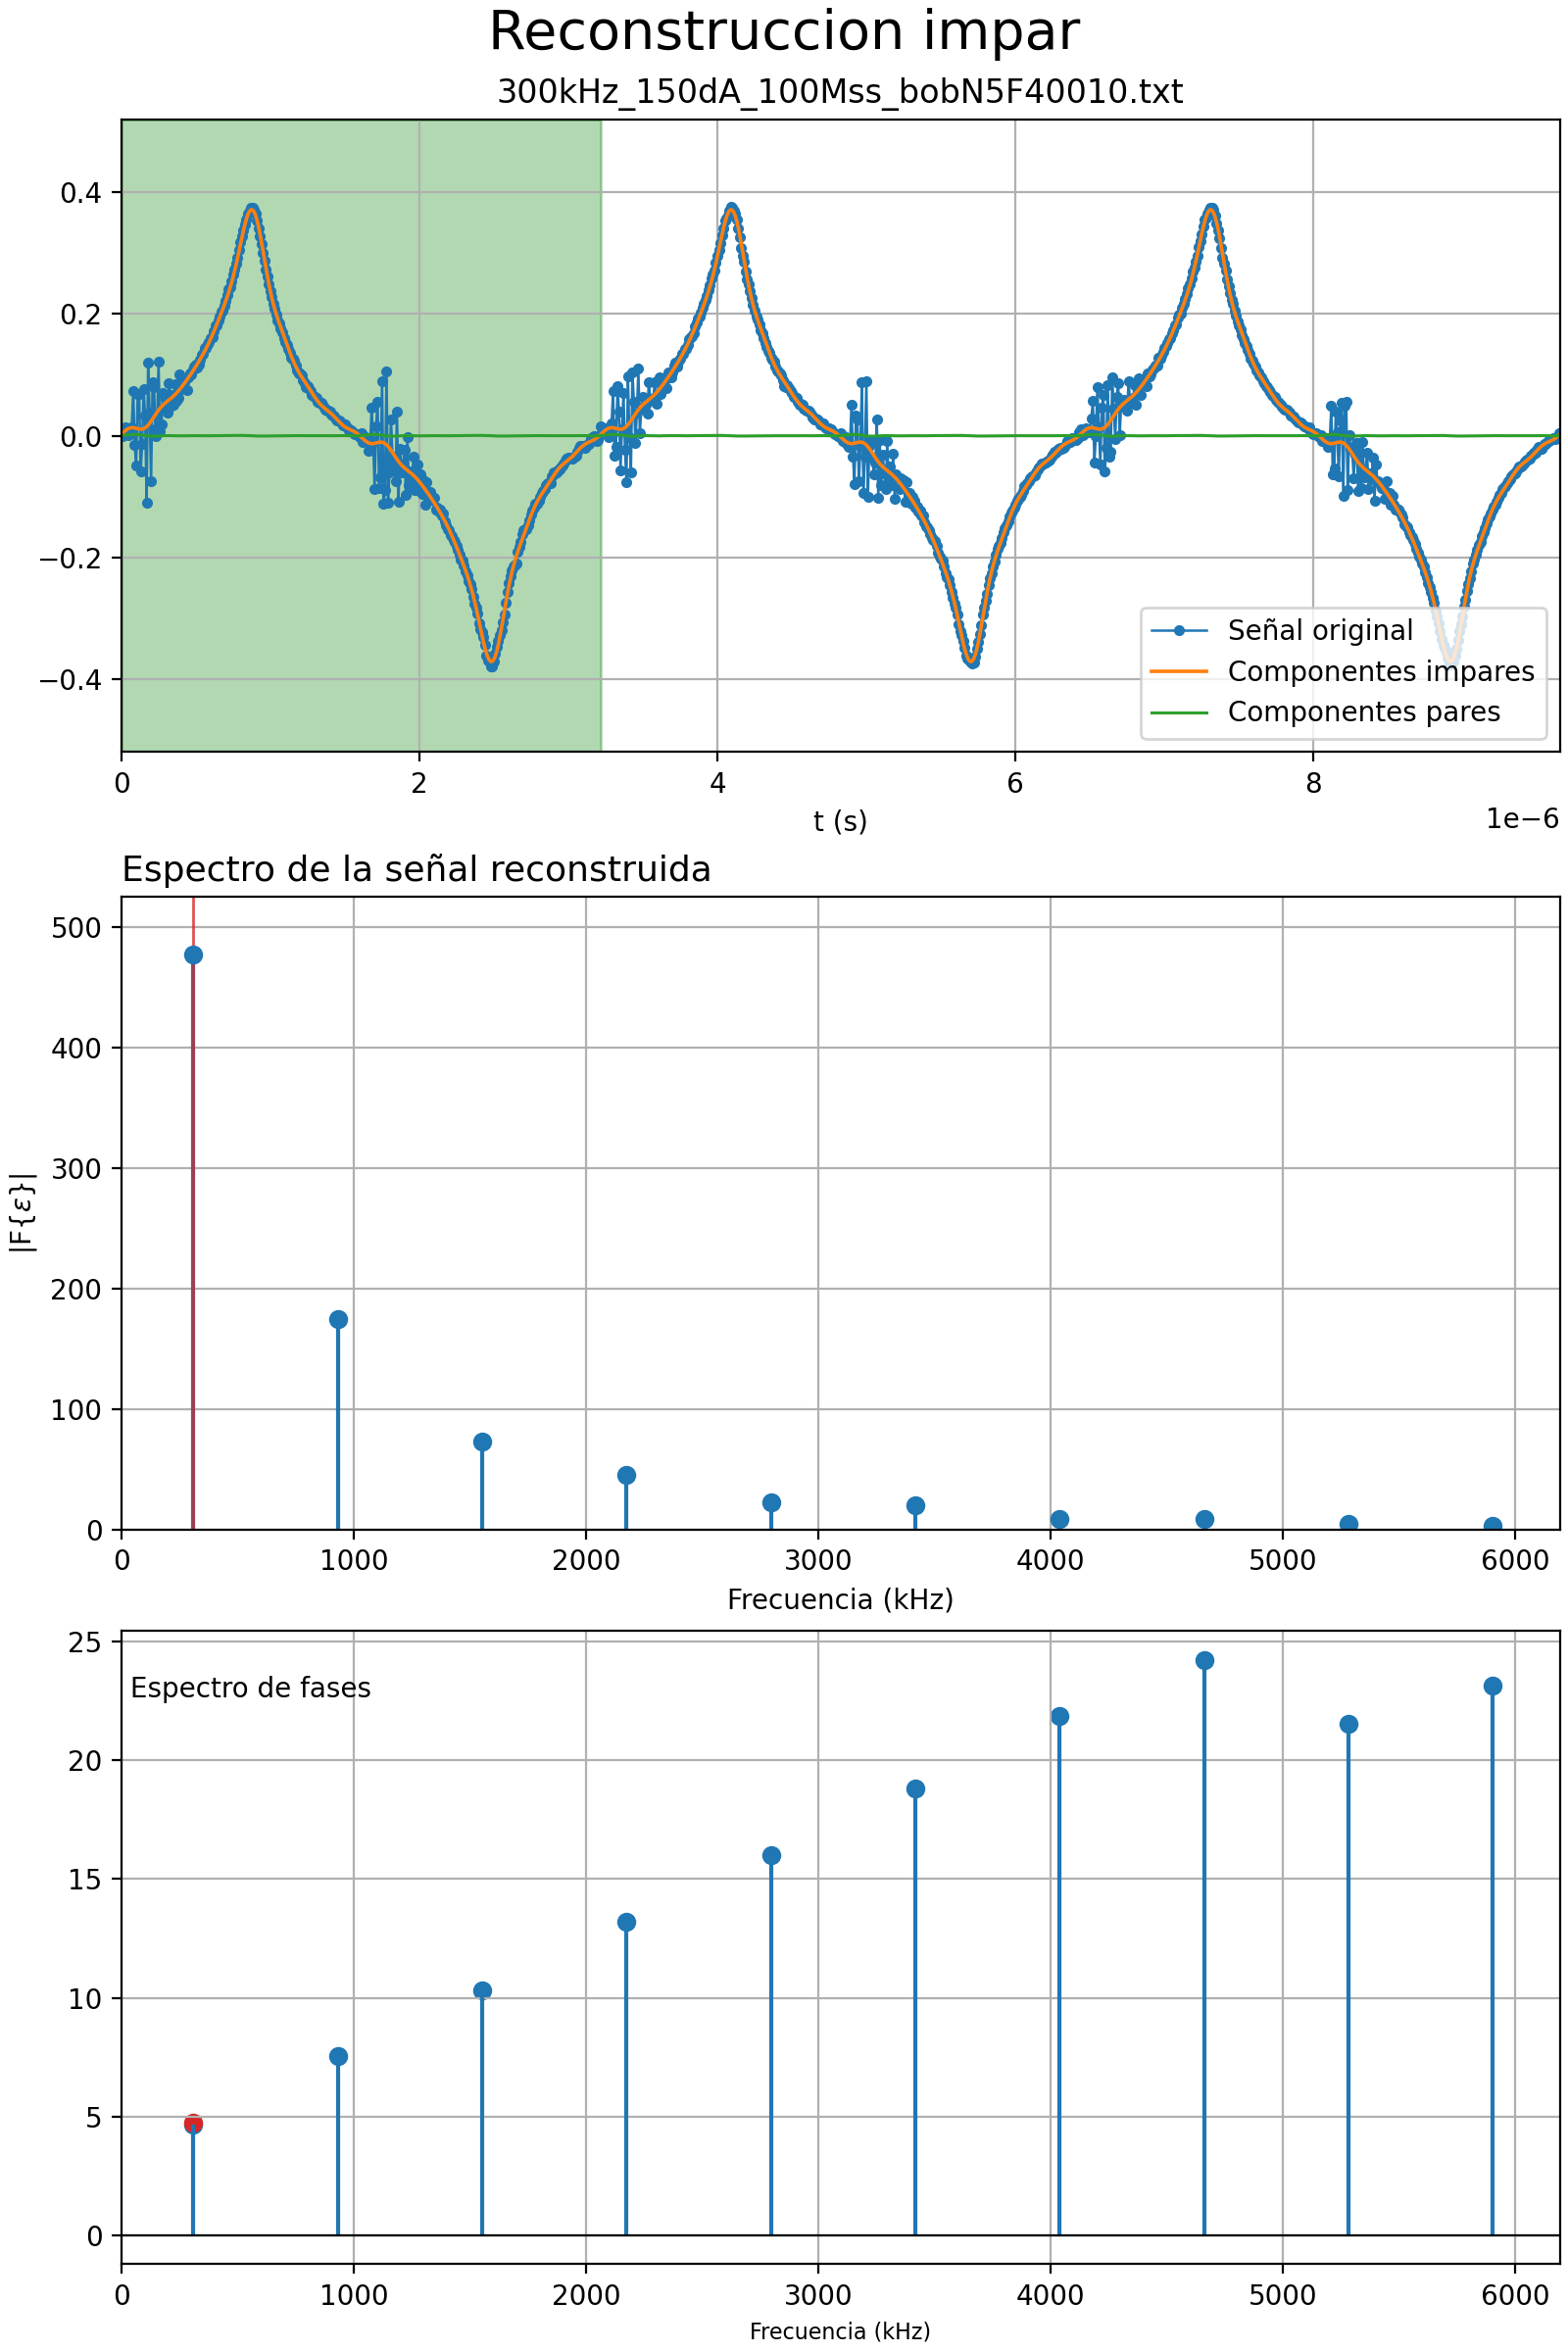 Reconstruccion impar
300kHz_150dA_100Mss_bobN5F40010.txt
0.4
0.2
0.0
−0.2
−0.4
Señal original
Componentes impares
Componentes pares
0 2 4 6 8
t (s)
1e−6
Espectro de la señal reconstruida
500
400
300
200
100
0
|F{ε}|
0 1000 2000 3000 4000 5000 6000
Frecuencia (kHz)
25
20
15
10
5
0
Espectro de fases
0 1000 2000 3000 4000 5000 6000
Frecuencia (kHz)